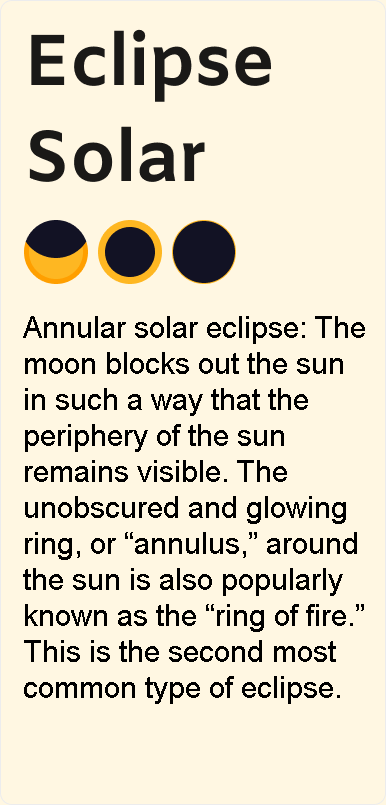 Eclipse
Solar
Annular solar eclipse: The
moon blocks out the sun
in such a way that the
periphery of the sun
remains visible. The
unobscured and glowing
ring, or “annulus,” around
the sun is also popularly
known as the “ring of fire.”
This is the second most
common type of eclipse.